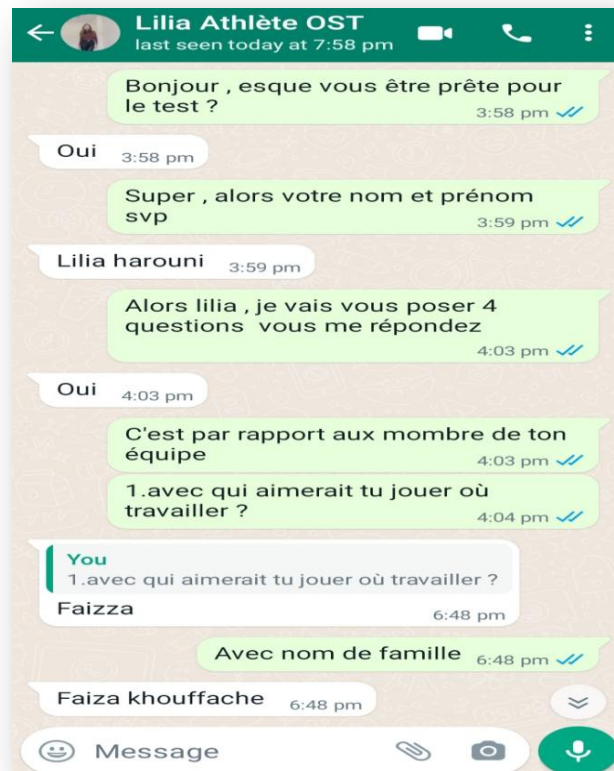 Lilia Athlète OST
last seen today at 7:58 pm
Bonjour , esque vous être prête pour
le test ?
3:58 pm
Oui 3:58 pm
Super , alors votre nom et prénom
svp
3:59 pm
Lilia harouni 3:59 pm
Alors lilia , je vais vous poser 4
questions vous me répondez
4:03 pm
Oui 4:03 pm
C'est par rapport aux mombre de ton
équipe
4:03 pm
1.avec qui aimerait tu jouer où
travailler ?
4:04 pm
You
1.avec qui aimerait tu jouer où travailler ?
Faizza
6:48 pm
Avec nom de famille 6:48 pm
Faiza khouffache 6:48 pm
Message